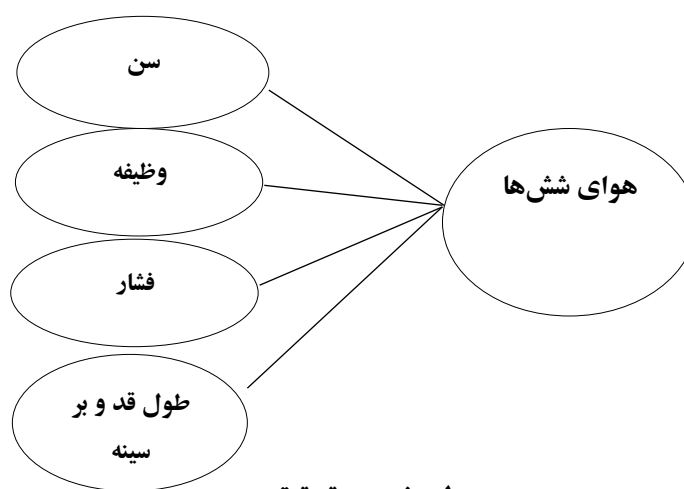 سن
وظیفه
هوای شش‌ها
فشار
طول قد و بر
سینه